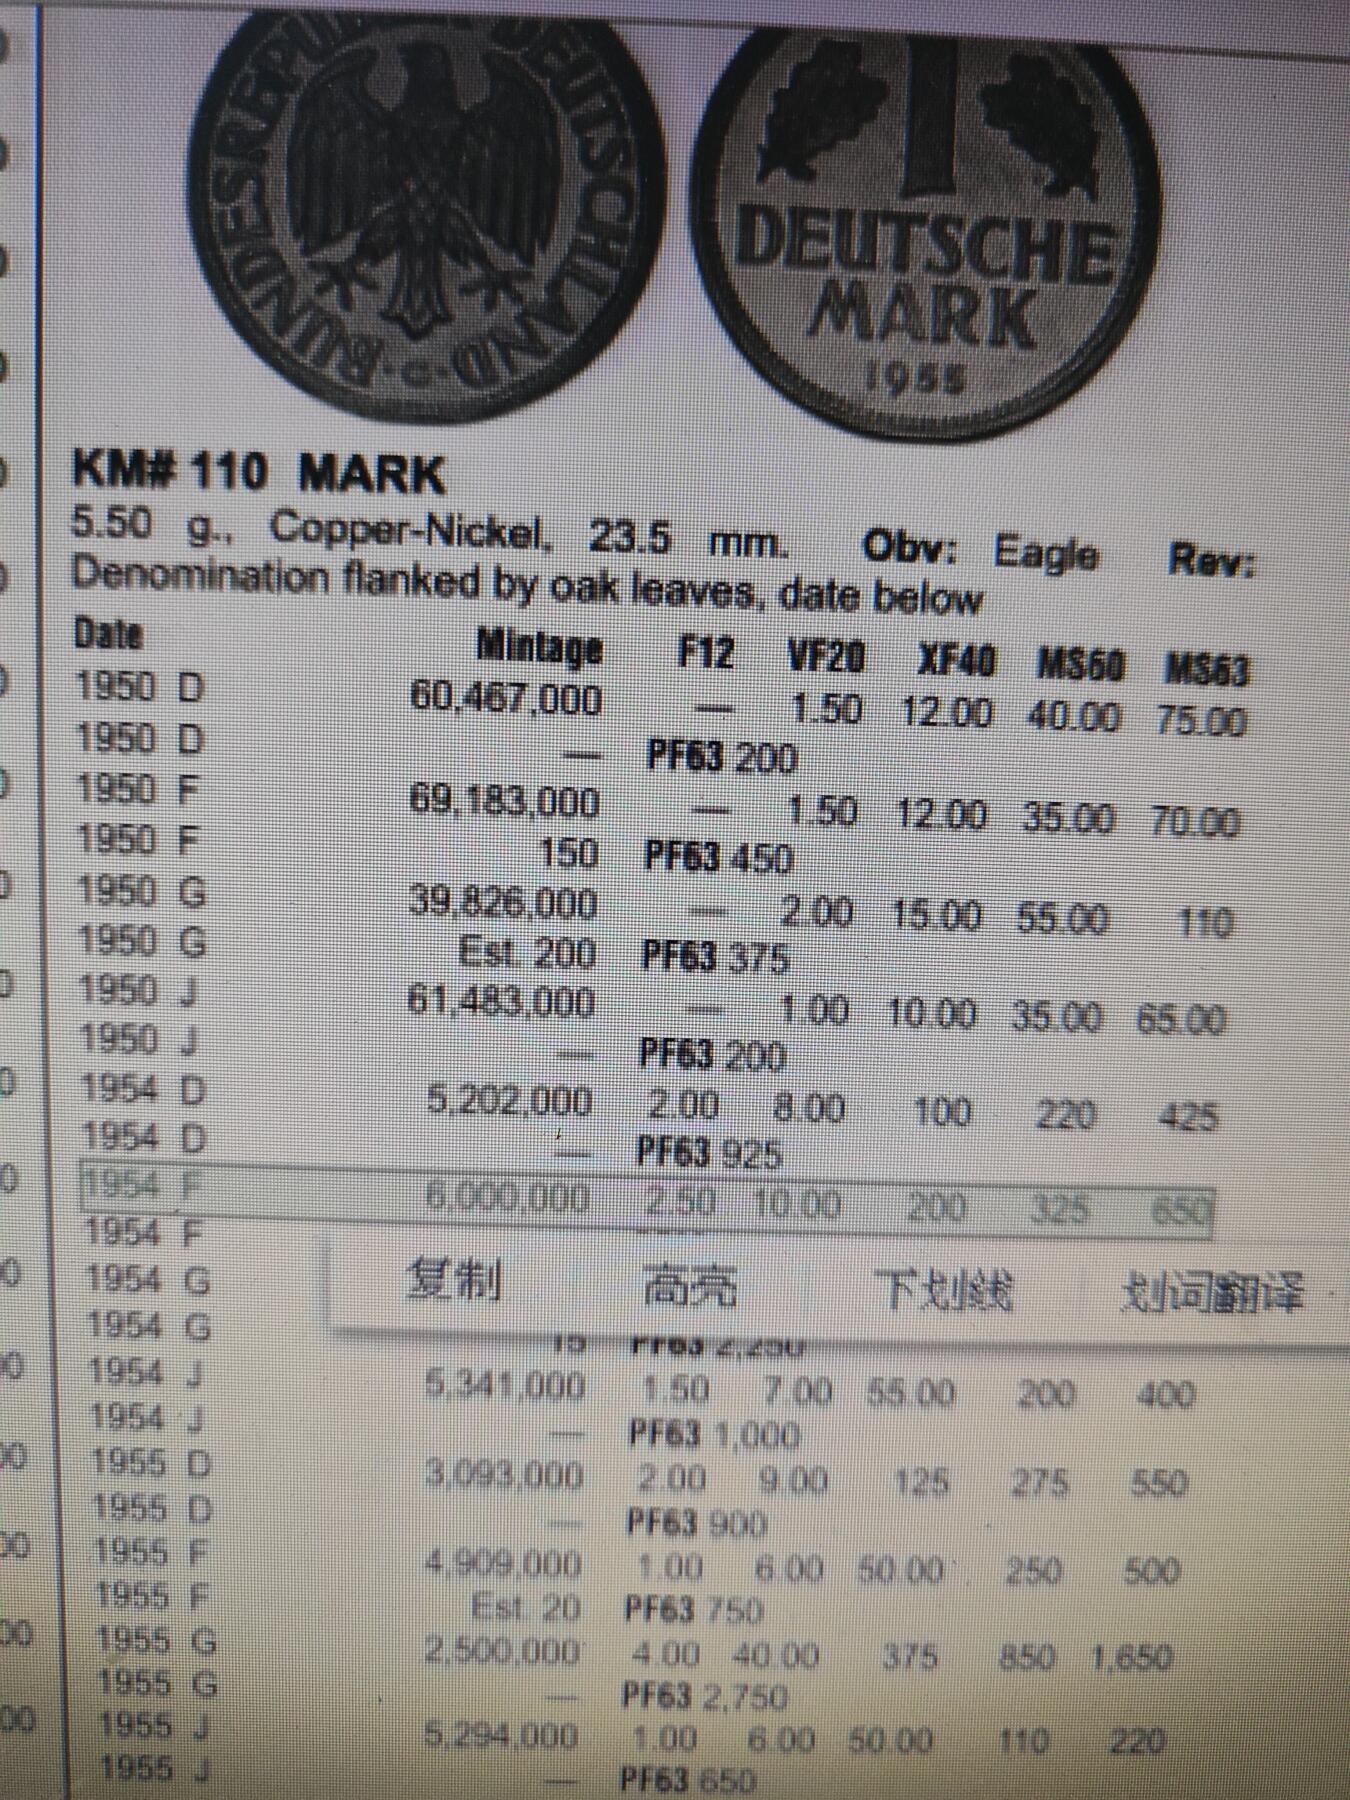 BUNDESREPUBLIK DEUTSCHLAND
DEUTSCHE
MARK
1955
KM# 110 MARK
5.50 g., Copper-Nickel, 23.5 mm. Obv: Eagle Rev:
Denomination flanked by oak leaves, date below
Date Mintage F12 VF20 XF40 MS60 MS63
1950 D 60,467,000 — 1.50 12.00 40.00 75.00
1950 D — PF63 200
1950 F 69,183,000 — 1.50 12.00 35.00 70.00
1950 F 150 PF63 450
1950 G 39,826,000 — 2.00 15.00 55.00 110
1950 G Est. 200 PF63 375
1950 J 61,483,000 — 1.00 10.00 35.00 65.00
1950 J — PF63 200
1954 D 5,202,000 2.00 8.00 100 220 425
1954 D — PF63 925
1954 F 6,000,000 2.50 10.00 200 325 650
1954 F
复制 高亮 下划线 划词翻译
1954 G
1954 G 15 PF63 2,250
1954 J 5,341,000 1.50 7.00 55.00 200 400
1954 J — PF63 1,000
1955 D 3,093,000 2.00 9.00 125 275 550
1955 D — PF63 900
1955 F 4,909,000 1.00 6.00 50.00 250 500
1955 F Est. 20 PF63 750
1955 G 2,500,000 4.00 40.00 375 850 1,650
1955 G — PF63 2,750
1955 J 5,294,000 1.00 6.00 50.00 110 220
1955 J — PF63 650